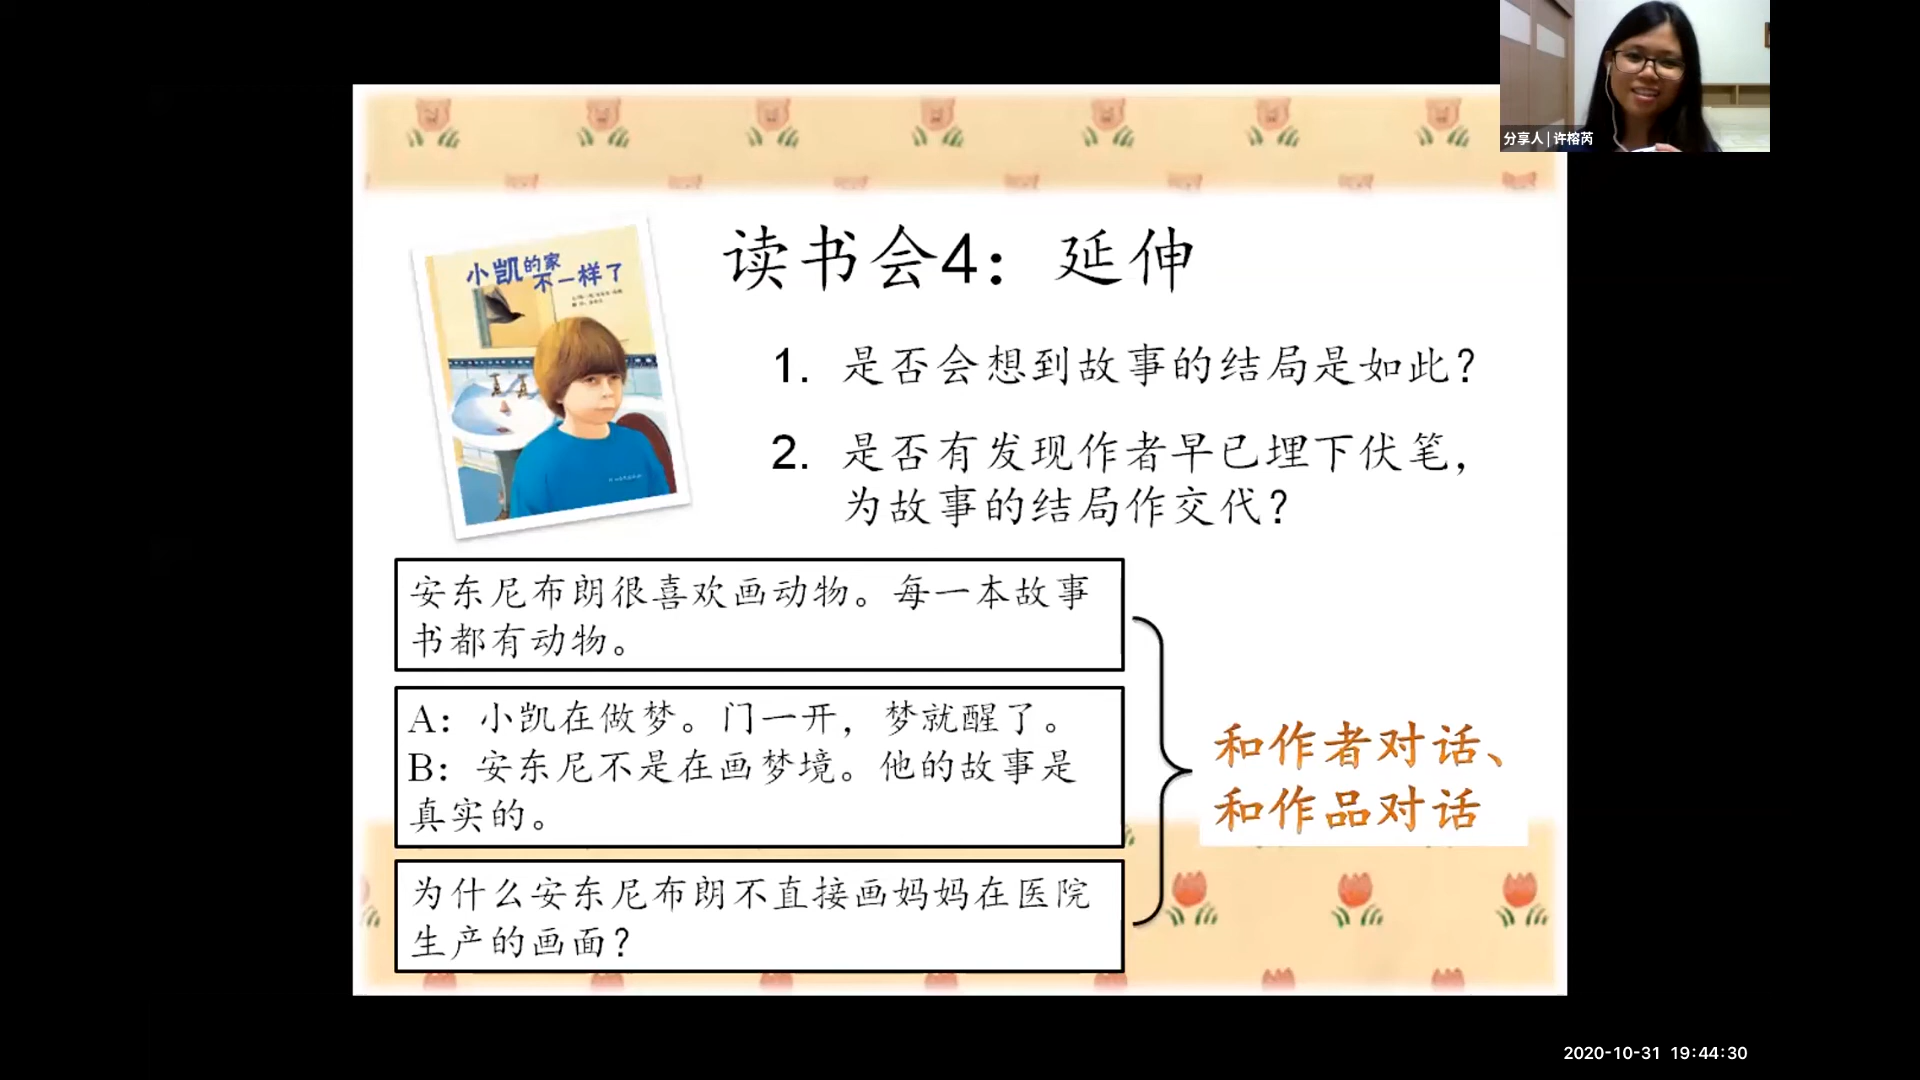 分享人 | 许榕芮
小凯的家
不一样了
读书会4：延伸
1. 是否会想到故事的结局是如此？
2. 是否有发现作者早已埋下伏笔，
为故事的结局作交代？
安东尼布朗很喜欢画动物。每一本故事
书都有动物。
A：小凯在做梦。门一开，梦就醒了。
B：安东尼不是在画梦境。他的故事是
真实的。
为什么安东尼布朗不直接画妈妈在医院
生产的画面？
和作者对话、
和作品对话
2020-10-31 19:44:30